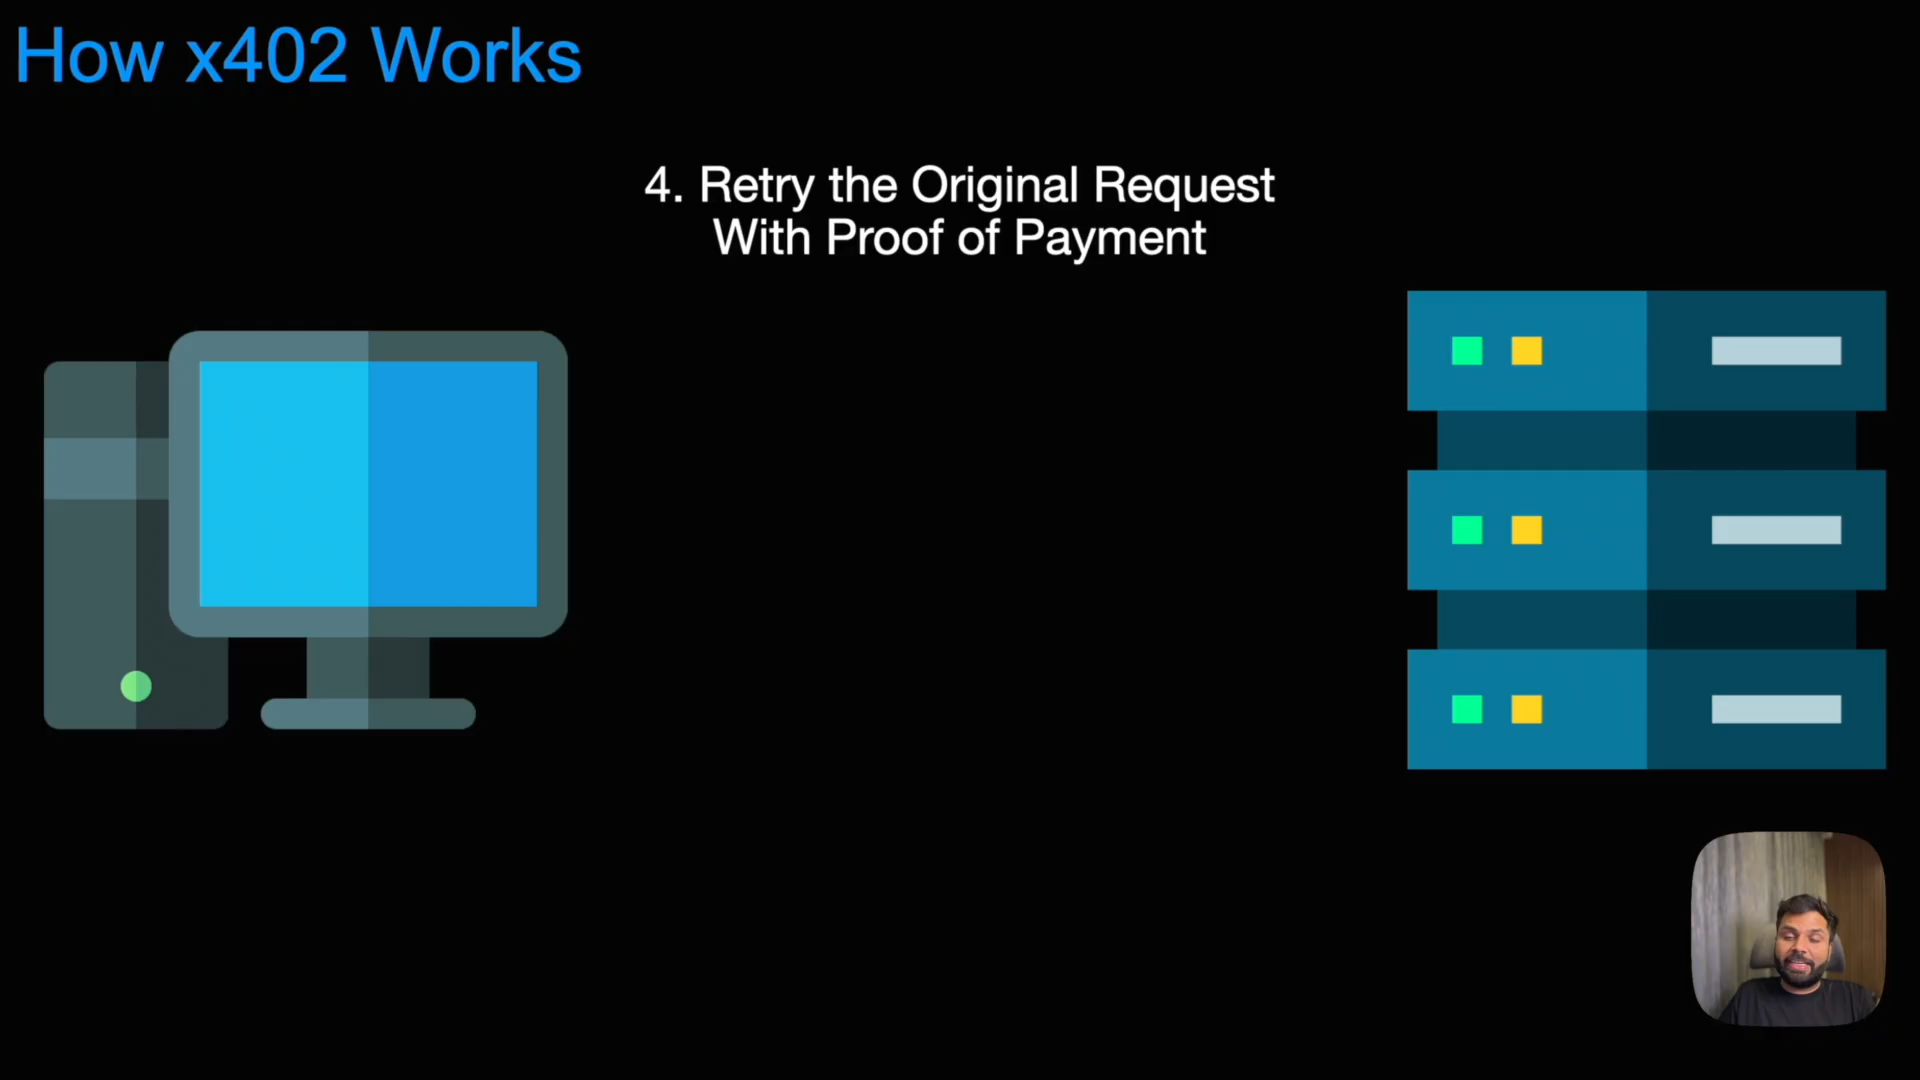 How x402 Works
4. Retry the Original Request
With Proof of Payment